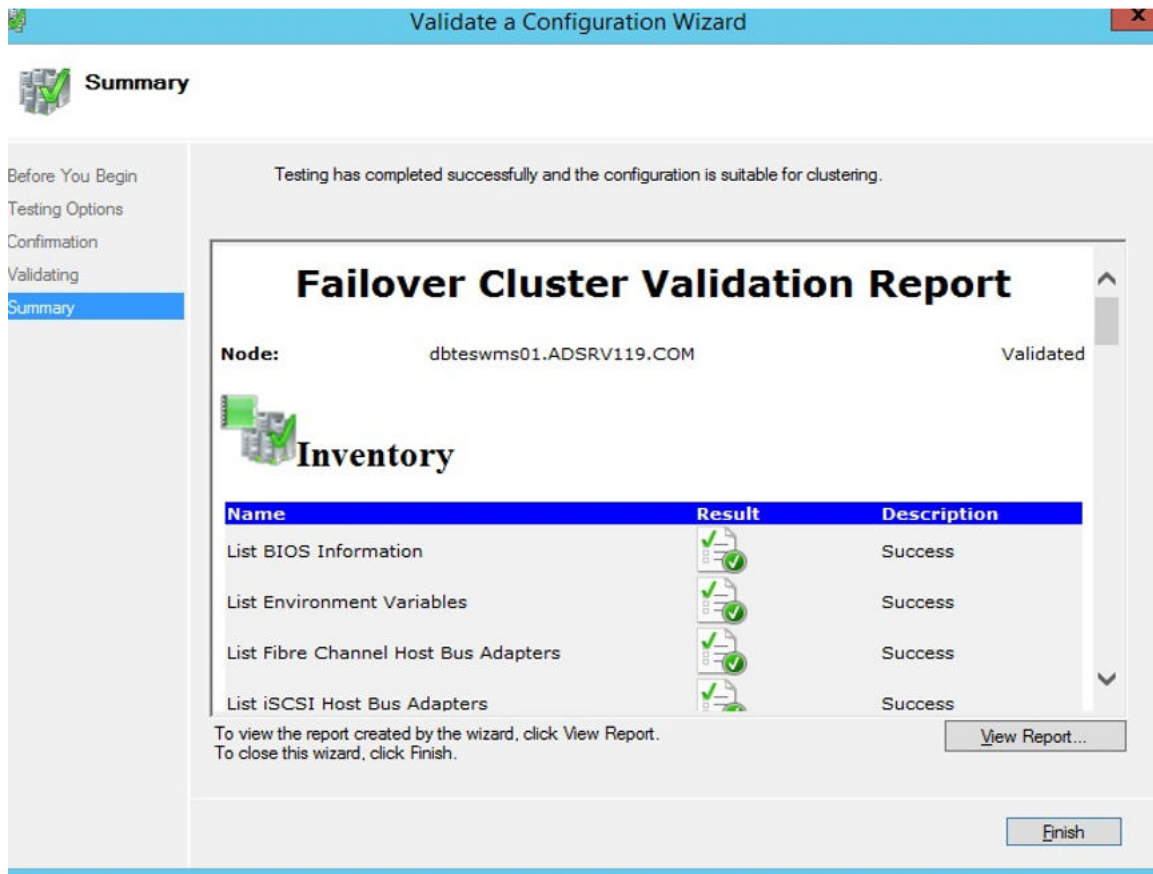 Validate a Configuration Wizard
x
Summary
Before You Begin
Testing Options
Confirmation
Validating
Summary
Testing has completed successfully and the configuration is suitable for clustering.
Failover Cluster Validation Report
Node: dbteswms01.ADSRV119.COM Validated
Inventory
Name Result Description
List BIOS Information Success
List Environment Variables Success
List Fibre Channel Host Bus Adapters Success
List iSCSI Host Bus Adapters Success
To view the report created by the wizard, click View Report.
To close this wizard, click Finish.
View Report...
Finish